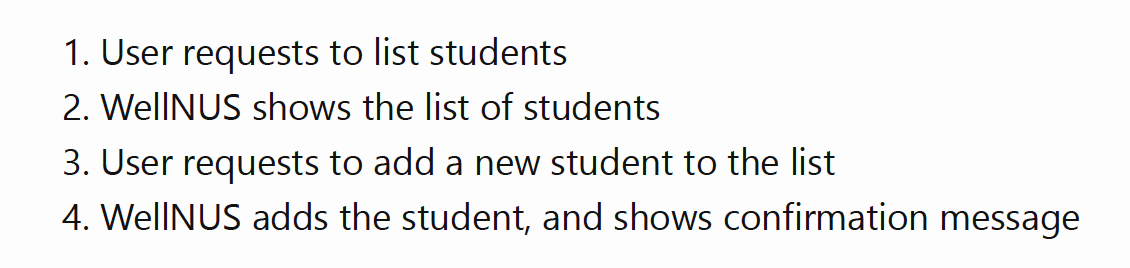 1. User requests to list students
2. WellNUS shows the list of students
3. User requests to add a new student to the list
4. WellNUS adds the student, and shows confirmation message